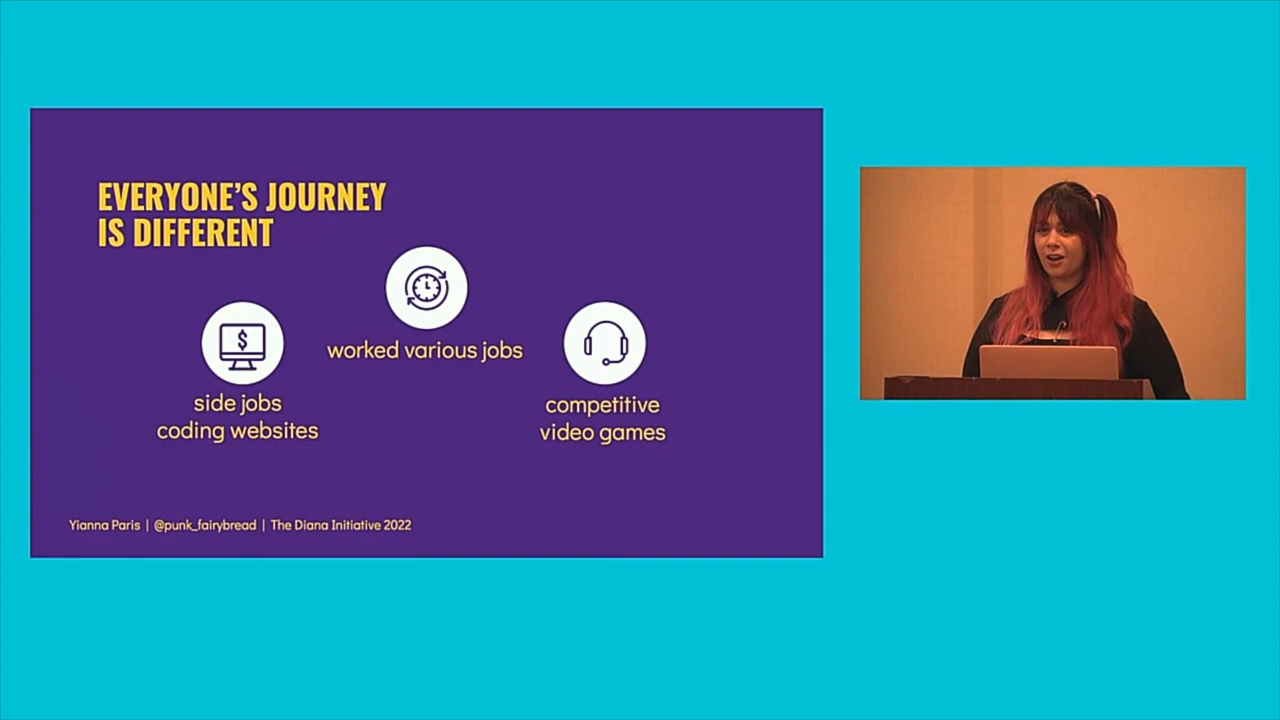 EVERYONE'S JOURNEY
IS DIFFERENT
$
worked various jobs
side jobs
coding websites
competitive
video games
Yianna Paris | @punk_fairybread | The Diana Initiative 2022